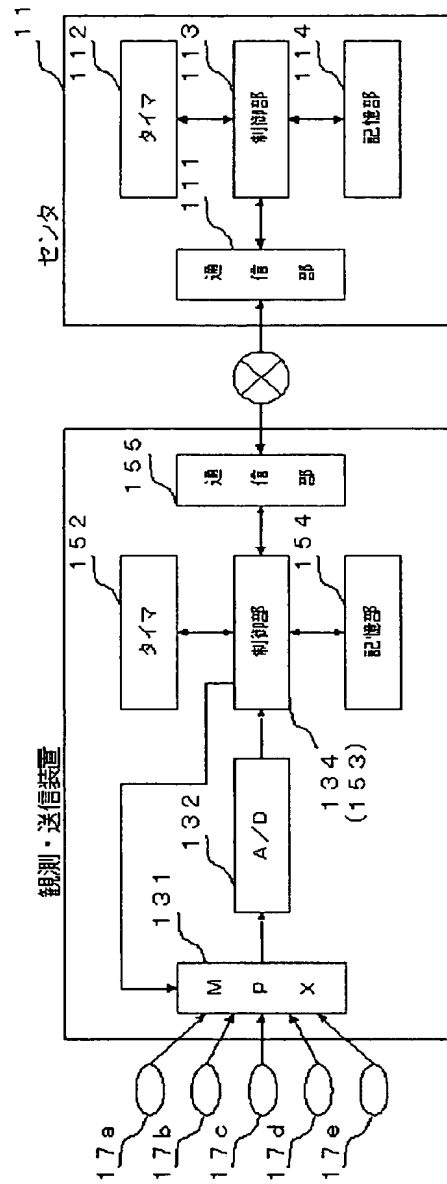 観測・送信装置
17a
17b
17c
17d
17e
131
MPX
132
A/D
134
(153)
制御部
152
タイマ
154
記憶部
155
通信部
センタ
11
111
通信部
112
タイマ
113
制御部
114
記憶部